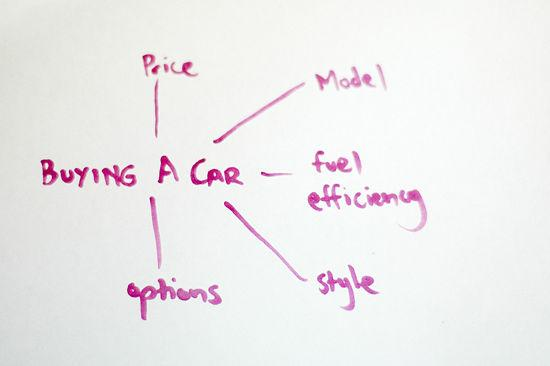 Price
Model
BUYING A CAR
fuel
efficiency
options
style